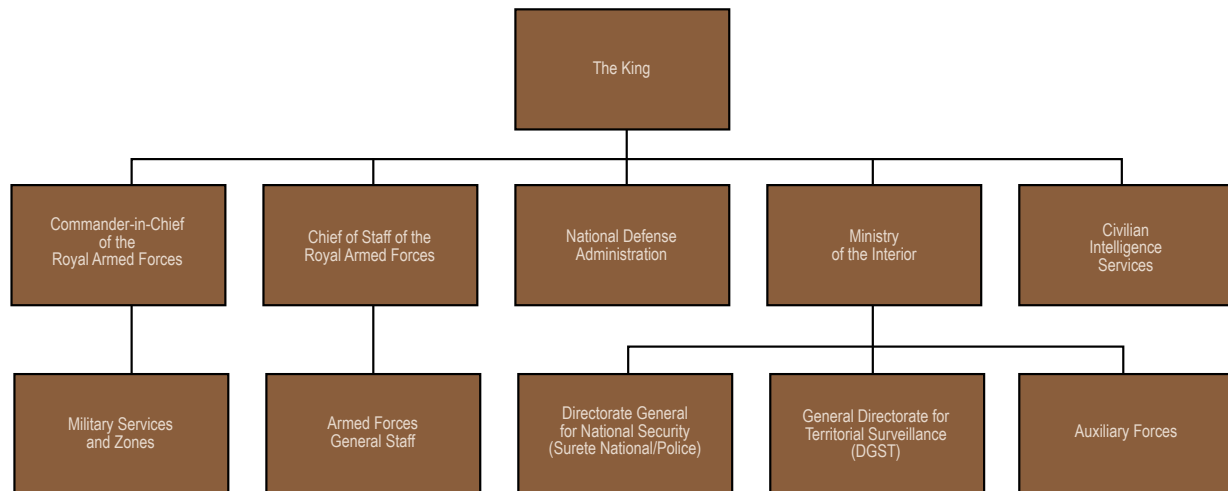 The King
Commander-in-Chief
of the
Royal Armed Forces
Chief of Staff of the
Royal Armed Forces
National Defense
Administration
Ministry
of the Interior
Civilian
Intelligence
Services
Military Services
and Zones
Armed Forces
General Staff
Directorate General
for National Security
(Surete National/Police)
General Directorate for
Territorial Surveillance
(DGST)
Auxiliary Forces